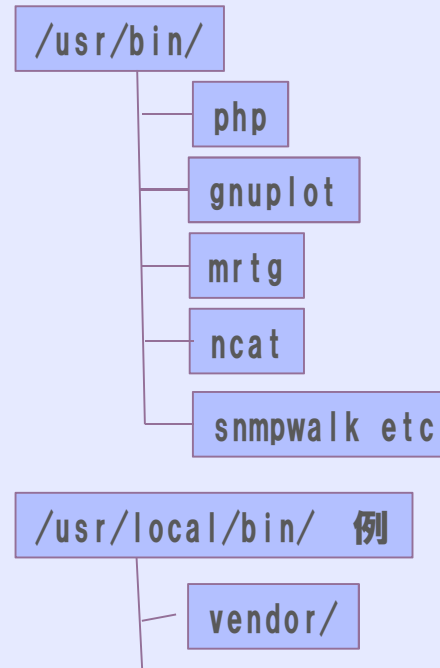 /usr/bin/
php
gnuplot
mrtg
ncat
snmpwalk etc
/usr/local/bin/ 例
vendor/